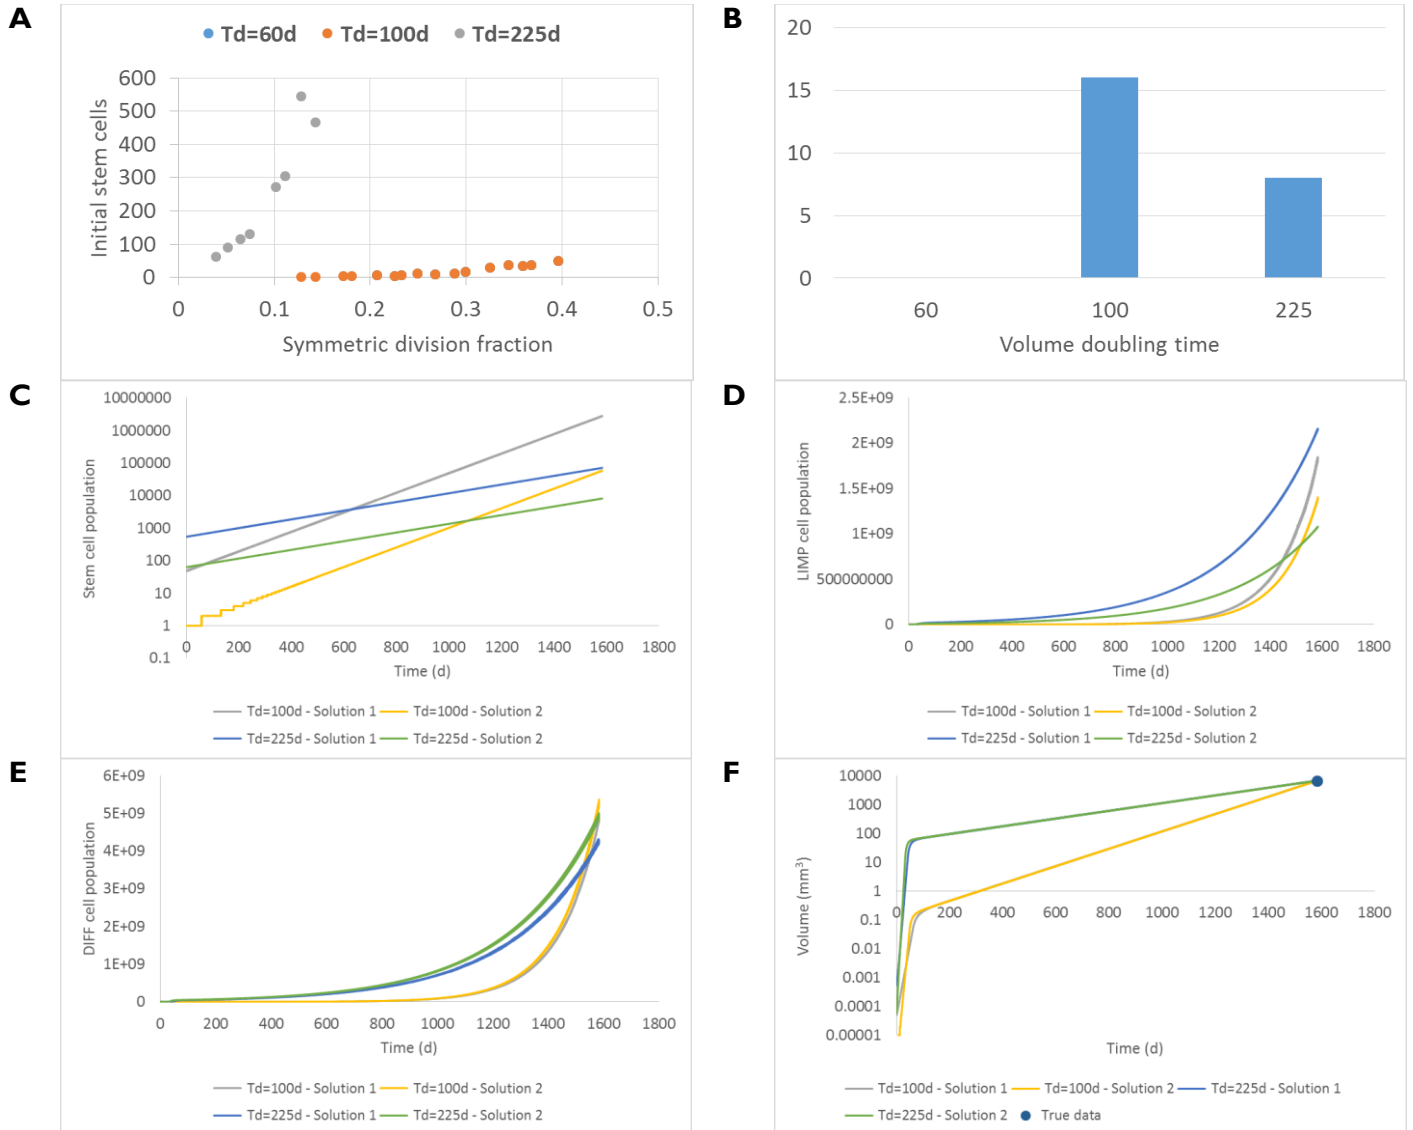 A
Td=60d Td=100d Td=225d
Initial stem cells
600
500
400
300
200
100
0
0 0.1 0.2 0.3 0.4 0.5
Symmetric division fraction
B
20
15
10
5
0
60 100 225
Volume doubling time
C
Stem cell population
10000000
1000000
100000
10000
1000
100
10
1
0.1
0 200 400 600 800 1000 1200 1400 1600 1800
Time (d)
Td=100d - Solution 1 Td=100d - Solution 2
Td=225d - Solution 1 Td=225d - Solution 2
D
LIMP cell population
2.5E+09
2E+09
1.5E+09
1E+09
500000000
0
0 200 400 600 800 1000 1200 1400 1600 1800
Time (d)
Td=100d - Solution 1 Td=100d - Solution 2
Td=225d - Solution 1 Td=225d - Solution 2
E
DIFF cell population
6E+09
5E+09
4E+09
3E+09
2E+09
1E+09
0
0 200 400 600 800 1000 1200 1400 1600 1800
Time (d)
Td=100d - Solution 1 Td=100d - Solution 2
Td=225d - Solution 1 Td=225d - Solution 2
F
Volume (mm³)
10000
1000
100
10
1
0.1
0.01
0.001
0.0001
0.00001
0 200 400 600 800 1000 1200 1400 1600 1800
Time (d)
Td=100d - Solution 1 Td=100d - Solution 2 Td=225d - Solution 1
Td=225d - Solution 2 True data